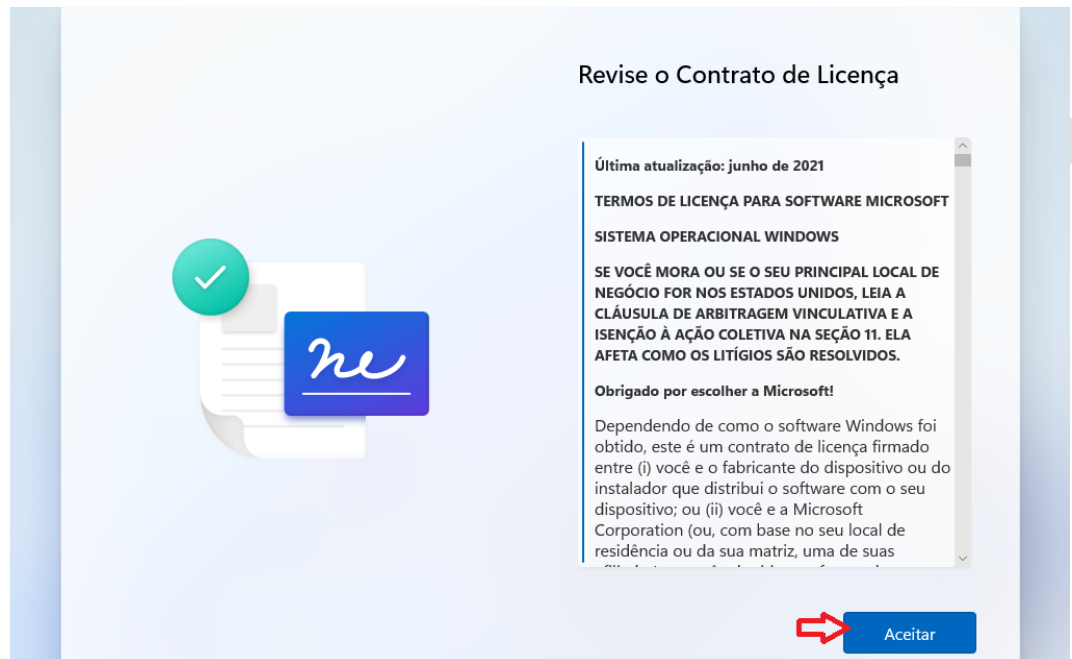 Revise o Contrato de Licença
Última atualização: junho de 2021
TERMOS DE LICENÇA PARA SOFTWARE MICROSOFT
SISTEMA OPERACIONAL WINDOWS
SE VOCÊ MORA OU SE O SEU PRINCIPAL LOCAL DE
NEGÓCIO FOR NOS ESTADOS UNIDOS, LEIA A
CLÁUSULA DE ARBITRAGEM VINCULATIVA E A
ISENÇÃO À AÇÃO COLETIVA NA SEÇÃO 11. ELA
AFETA COMO OS LITÍGIOS SÃO RESOLVIDOS.
Obrigado por escolher a Microsoft!
Dependendo de como o software Windows foi
obtido, este é um contrato de licença firmado
entre (i) você e o fabricante do dispositivo ou do
instalador que distribui o software com o seu
dispositivo; ou (ii) você e a Microsoft
Corporation (ou, com base no seu local de
residência ou da sua matriz, uma de suas
Aceitar